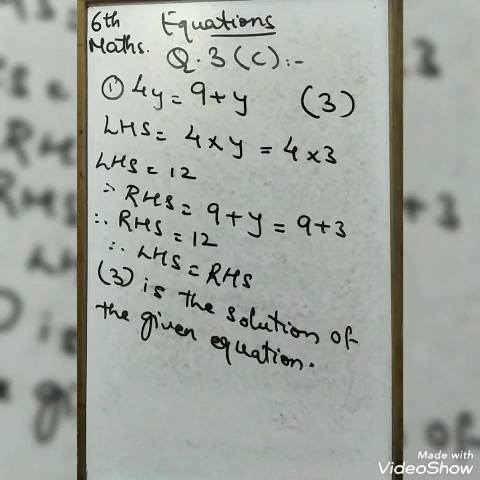 6th Equations
Maths.
Q.3 (C):-
① 4y = 9+y (3)
LHS = 4×y = 4×3
LHS = 12
∴ RHS = 9+y = 9+3
∴ RHS = 12
∴ LHS = RHS
(3) is the solution of
the given equation.
Made with
VideoShow